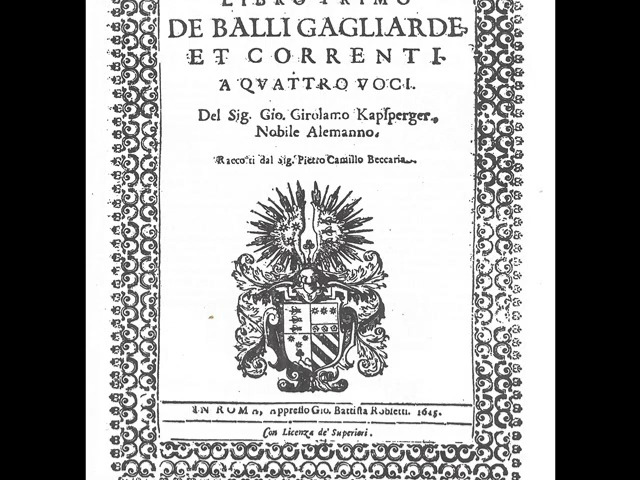 LIBRO PRIMO
DE BALLI GAGLIARDE,
ET CORRENTI.
A QVATTRO VOCI.
Del Sig. Gio. Girolamo Kapſperger,
Nobile Alemanno.
Raccolti dal Sig. Pietro Camillo Beccaria.
IN ROMA, Appreſſo Gio. Battiſta Robletti. 1615.
Con Licenza de' Superiori.